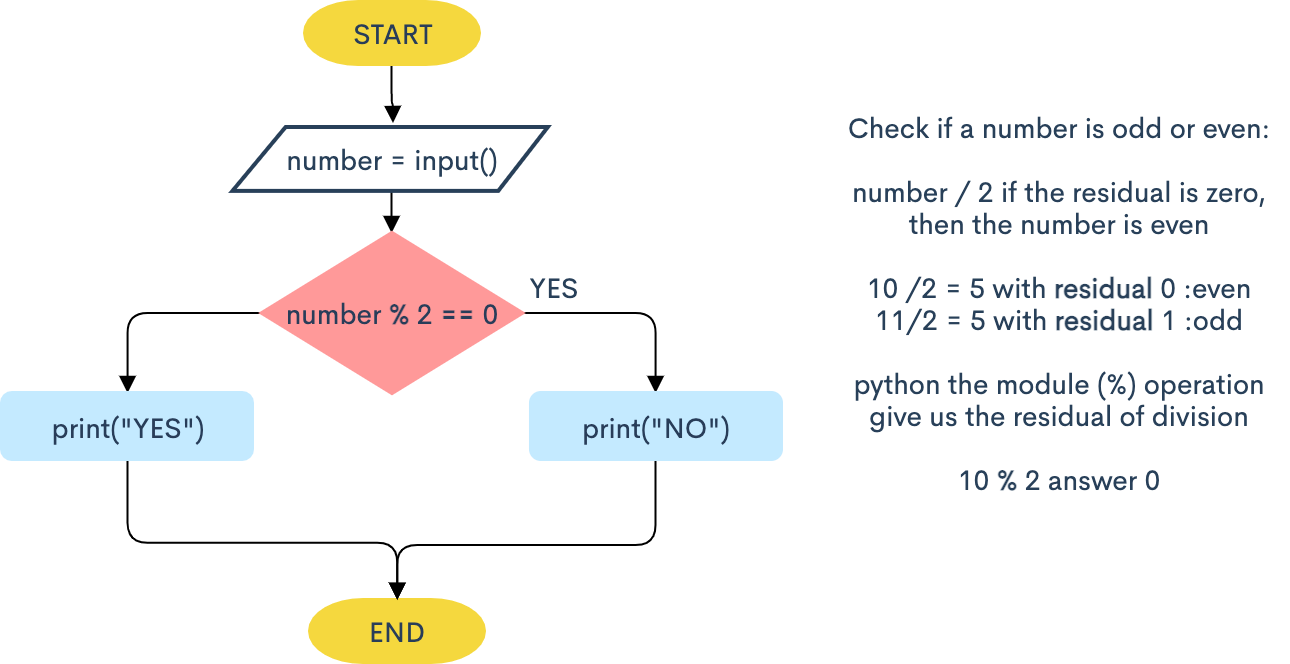 START
number = input()
number % 2 == 0
YES
print("YES")
print("NO")
END
Check if a number is odd or even:
number / 2 if the residual is zero,
then the number is even
10 /2 = 5 with residual 0 :even
11/2 = 5 with residual 1 :odd
python the module (%) operation
give us the residual of division
10 % 2 answer 0